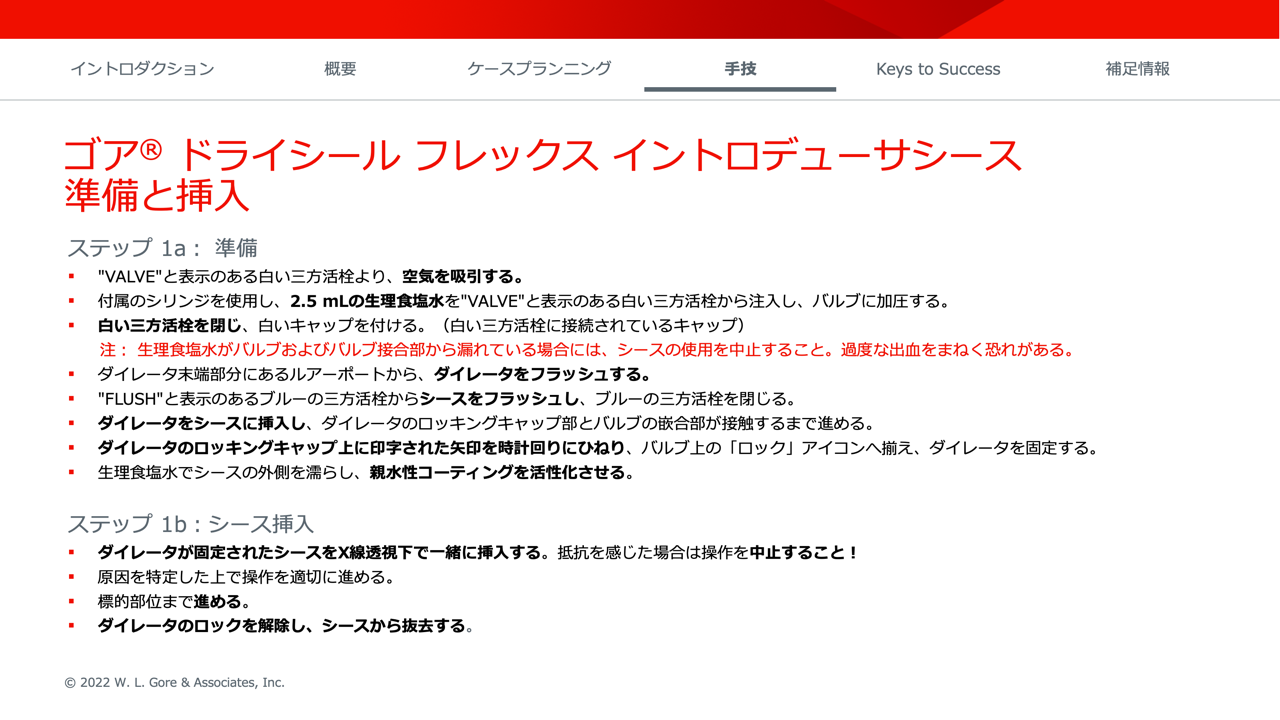 イントロダクション
概要
ケースプランニング
手技
Keys to Success
補足情報
ゴア® ドライシール フレックス イントロデューサシース
準備と挿入
ステップ 1a： 準備
▪ "VALVE"と表示のある白い三方活栓より、空気を吸引する。
▪ 付属のシリンジを使用し、2.5 mLの生理食塩水を"VALVE"と表示のある白い三方活栓から注入し、バルブに加圧する。
▪ 白い三方活栓を閉じ、白いキャップを付ける。（白い三方活栓に接続されているキャップ）
注： 生理食塩水がバルブおよびバルブ接合部から漏れている場合には、シースの使用を中止すること。過度な出血をまねく恐れがある。
▪ ダイレータ末端部分にあるルアーポートから、ダイレータをフラッシュする。
▪ "FLUSH"と表示のあるブルーの三方活栓からシースをフラッシュし、ブルーの三方活栓を閉じる。
▪ ダイレータをシースに挿入し、ダイレータのロッキングキャップ部とバルブの嵌合部が接触するまで進める。
▪ ダイレータのロッキングキャップ上に印字された矢印を時計回りにひねり、バルブ上の「ロック」アイコンへ揃え、ダイレータを固定する。
▪ 生理食塩水でシースの外側を濡らし、親水性コーティングを活性化させる。
ステップ 1b：シース挿入
▪ ダイレータが固定されたシースをX線透視下で一緒に挿入する。抵抗を感じた場合は操作を中止すること！
▪ 原因を特定した上で操作を適切に進める。
▪ 標的部位まで進める。
▪ ダイレータのロックを解除し、シースから抜去する。
© 2022 W. L. Gore & Associates, Inc.